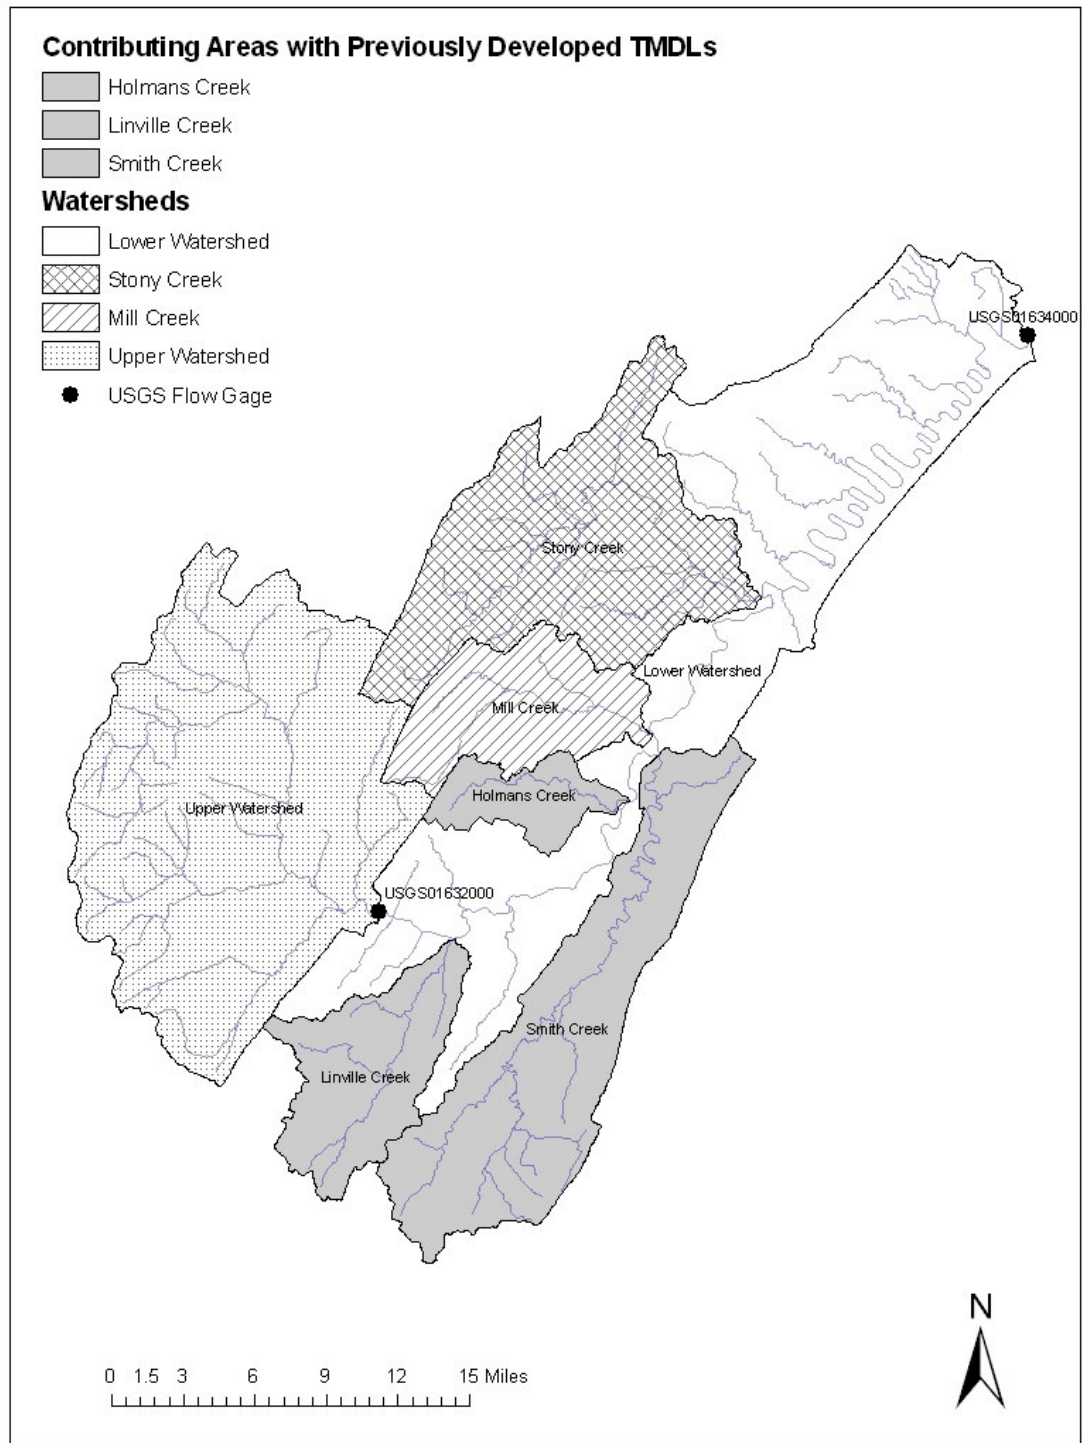 Contributing Areas with Previously Developed TMDLs
Holmans Creek
Linville Creek
Smith Creek
Watersheds
Lower Watershed
Stony Creek
Mill Creek
Upper Watershed
USGS Flow Gage
USGS01634000
Stony Creek
Lower Watershed
Mill Creek
Holmans Creek
Upper Watershed
USGS01632000
Smith Creek
Linville Creek
N
0 1.5 3 6 9 12 15 Miles